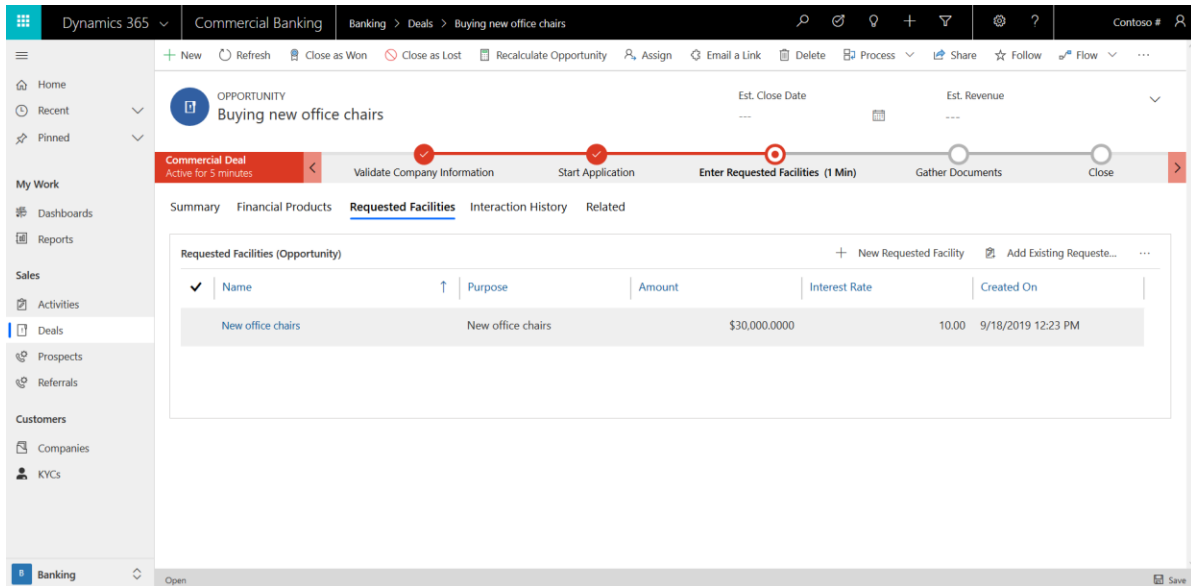 Dynamics 365 Commercial Banking Banking > Deals > Buying new office chairs ? Contoso #
New Refresh Close as Won Close as Lost Recalculate Opportunity Assign Email a Link Delete Process Share Follow Flow ...
Home
Recent
Pinned
My Work
Dashboards
Reports
Sales
Activities
Deals
Prospects
Referrals
Customers
Companies
KYCs
B Banking
OPPORTUNITY
Buying new office chairs
Est. Close Date
---
Est. Revenue
---
Commercial Deal
Active for 5 minutes
Validate Company Information Start Application Enter Requested Facilities (1 Min) Gather Documents Close
Summary Financial Products Requested Facilities Interaction History Related
Requested Facilities (Opportunity) New Requested Facility Add Existing Requeste... ...
Name Purpose Amount Interest Rate Created On
New office chairs New office chairs $30,000.0000 10.00 9/18/2019 12:23 PM
Open Save